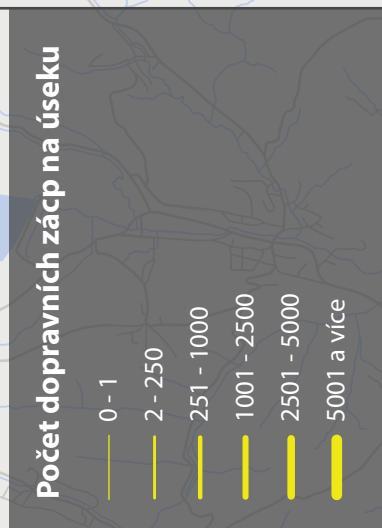 Počet dopravních zácp na úseku
0 - 1
2 - 250
251 - 1000
1001 - 2500
2501 - 5000
5001 a více